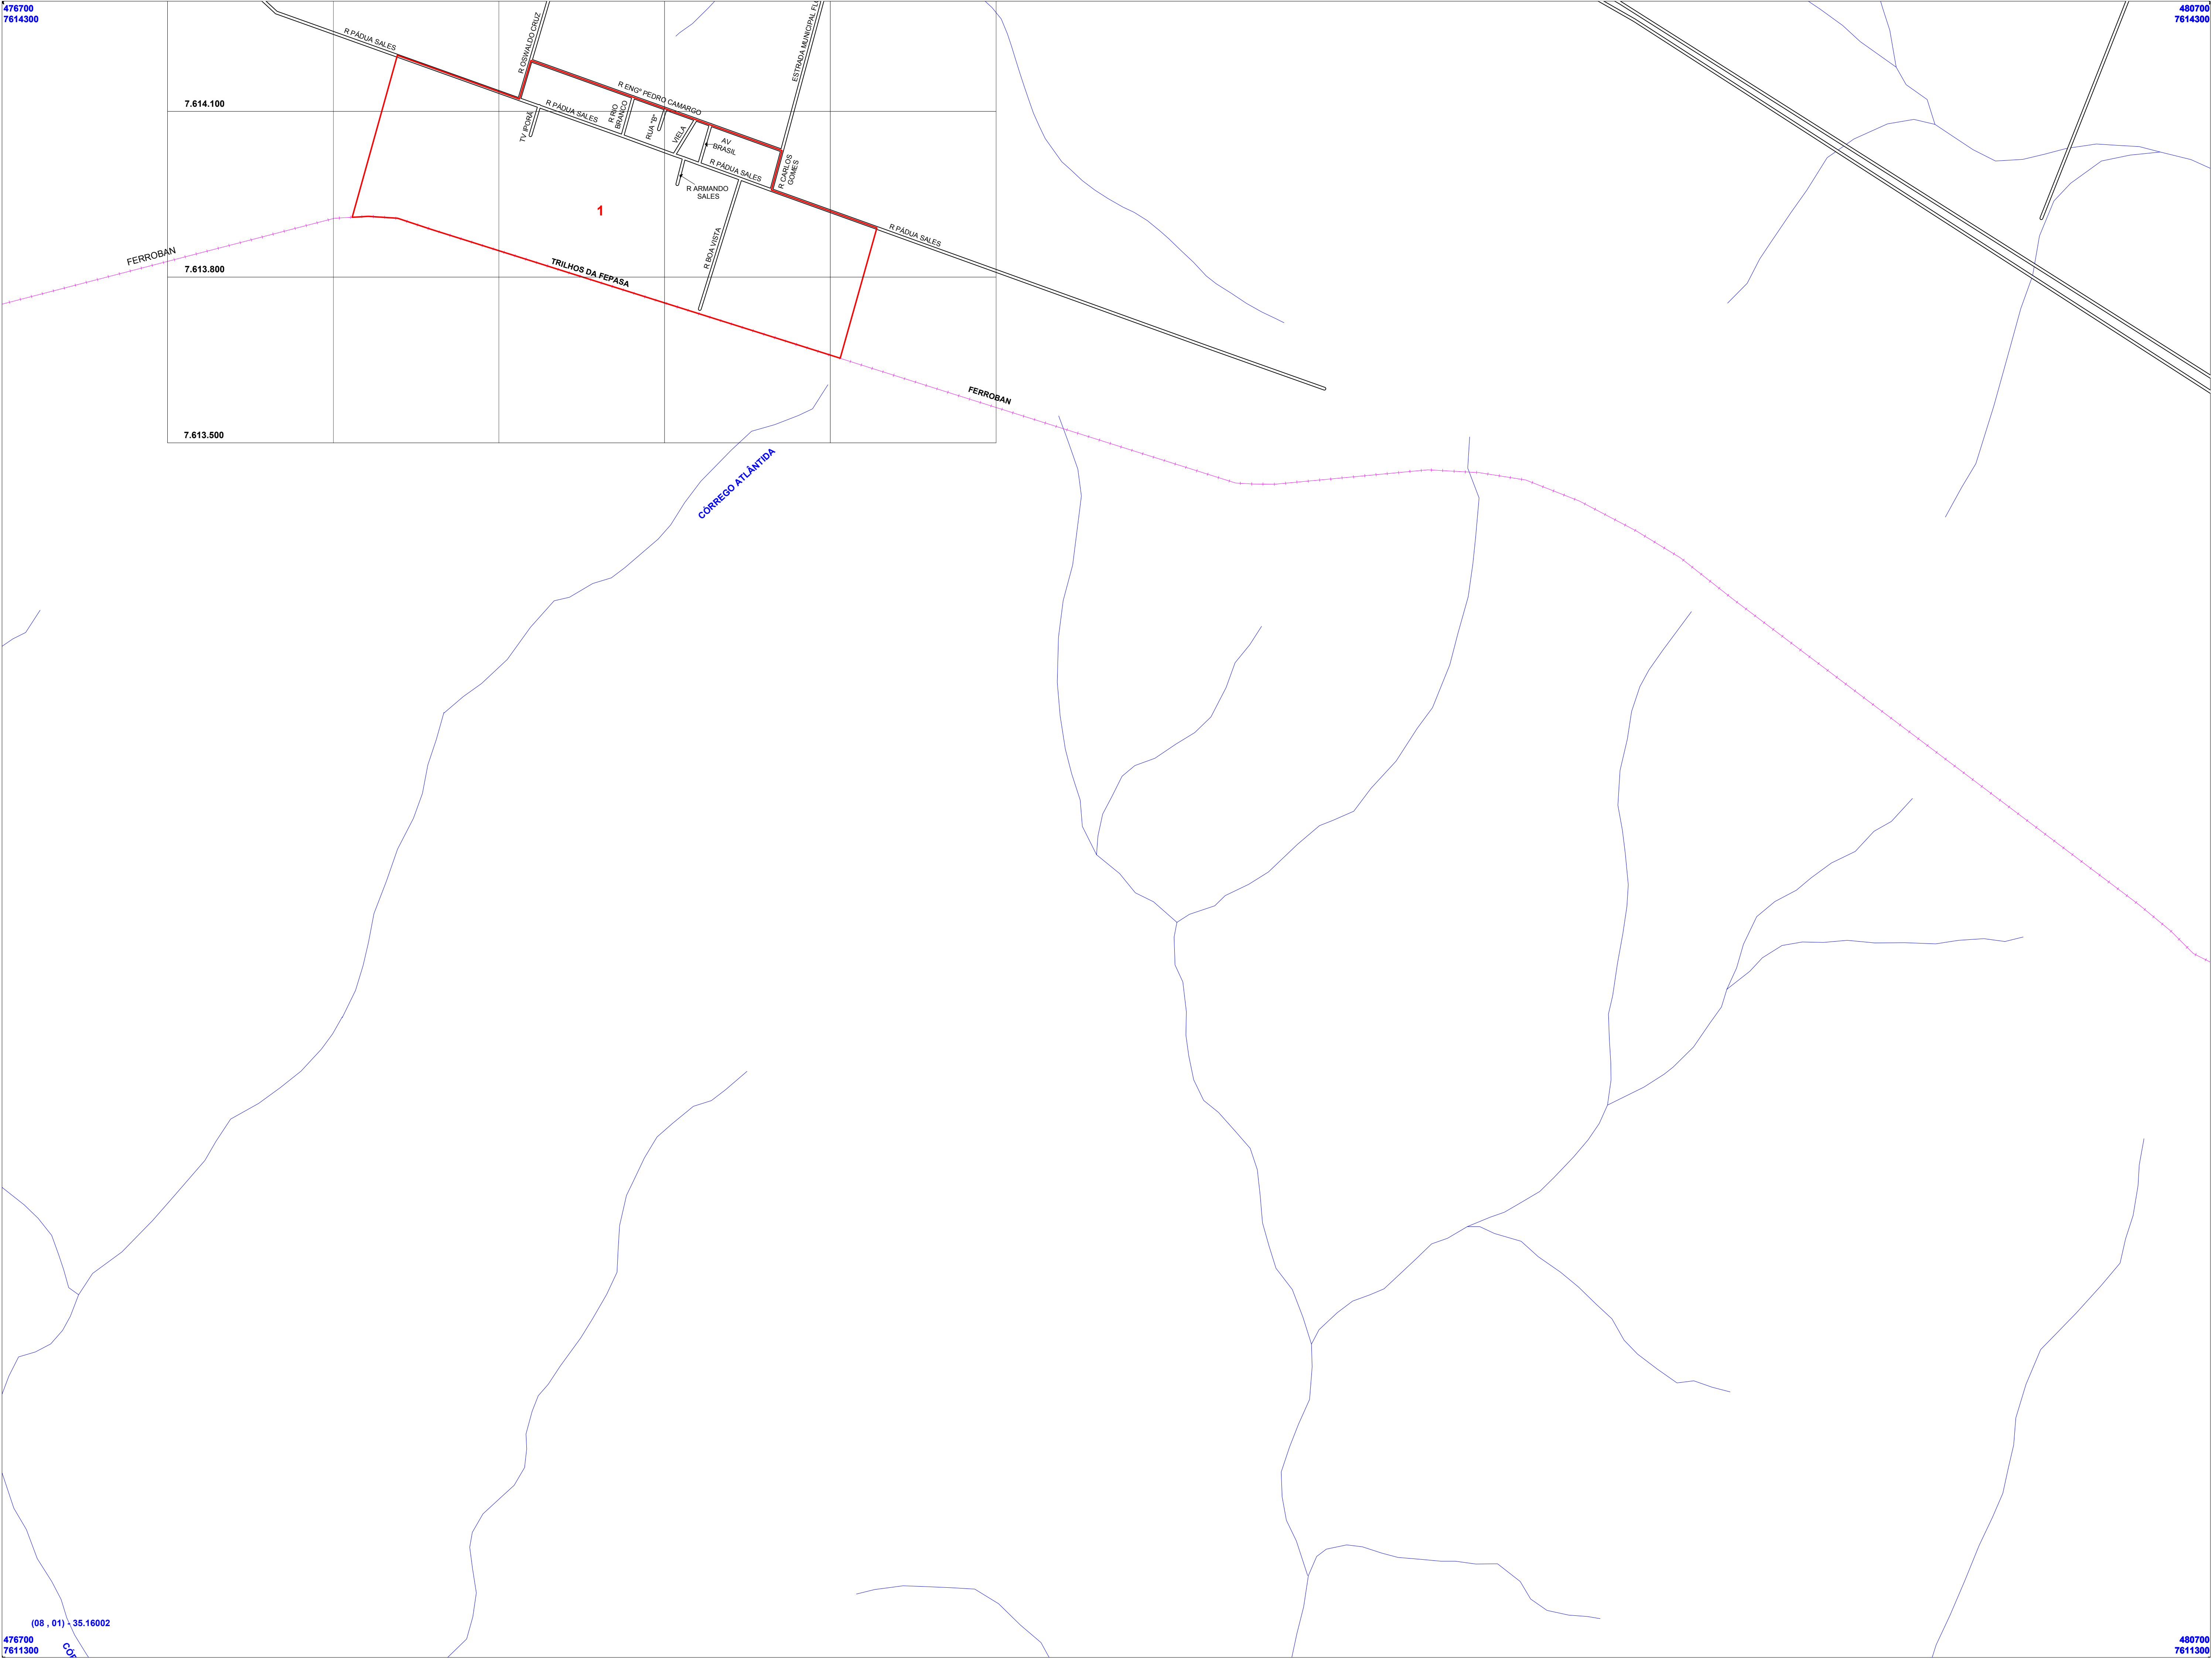 476700
7614300
480700
7614300
R PÁDUA SALES
R OSWALDO CRUZ
ESTRADA MUNICIPAL
R ENGº PEDRO CAMARGO
7.614.100
R PÁDUA SALES
R RIO
BRANCO
TV IPORÃ
RUA "B"
VIELA
AV
BRASIL
R PÁDUA SALES
R CARLOS
GOMES
R ARMANDO
SALES
1
R BOA VISTA
R PÁDUA SALES
FERROBAN
TRILHOS DA FEPASA
7.613.800
FERROBAN
7.613.500
CÓRREGO ATLÂNTIDA
(08 , 01) - 35.16002
476700
7611300
480700
7611300